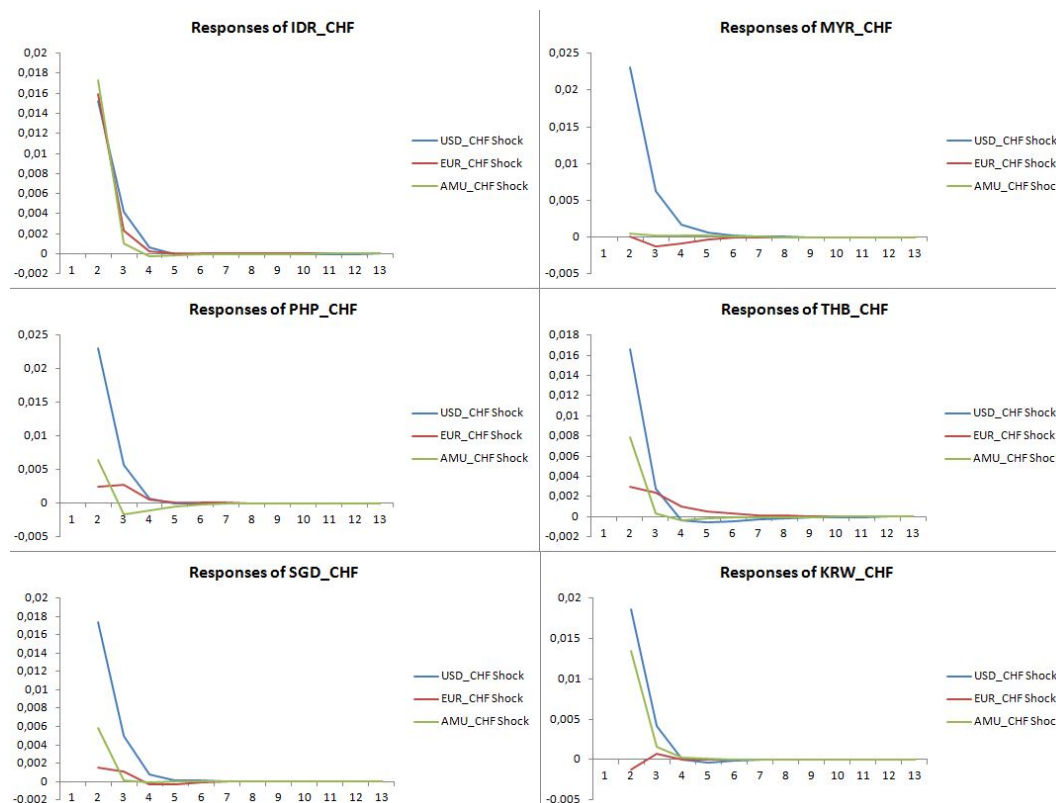 Responses of IDR_CHF
0,02
0,018
0,016
0,014
0,012
0,01
0,008
0,006
0,004
0,002
0
-0,002
1 2 3 4 5 6 7 8 9 10 11 12 13
USD_CHF Shock
EUR_CHF Shock
AMU_CHF Shock
Responses of MYR_CHF
0,025
0,02
0,015
0,01
0,005
0
-0,005
1 2 3 4 5 6 7 8 9 10 11 12 13
USD_CHF Shock
EUR_CHF Shock
AMU_CHF Shock
Responses of PHP_CHF
0,025
0,02
0,015
0,01
0,005
0
-0,005
1 2 3 4 5 6 7 8 9 10 11 12 13
USD_CHF Shock
EUR_CHF Shock
AMU_CHF Shock
Responses of THB_CHF
0,018
0,016
0,014
0,012
0,01
0,008
0,006
0,004
0,002
0
-0,002
1 2 3 4 5 6 7 8 9 10 11 12 13
USD_CHF Shock
EUR_CHF Shock
AMU_CHF Shock
Responses of SGD_CHF
0,02
0,018
0,016
0,014
0,012
0,01
0,008
0,006
0,004
0,002
0
-0,002
1 2 3 4 5 6 7 8 9 10 11 12 13
USD_CHF Shock
EUR_CHF Shock
AMU_CHF Shock
Responses of KRW_CHF
0,02
0,015
0,01
0,005
0
-0,005
1 2 3 4 5 6 7 8 9 10 11 12 13
USD_CHF Shock
EUR_CHF Shock
AMU_CHF Shock